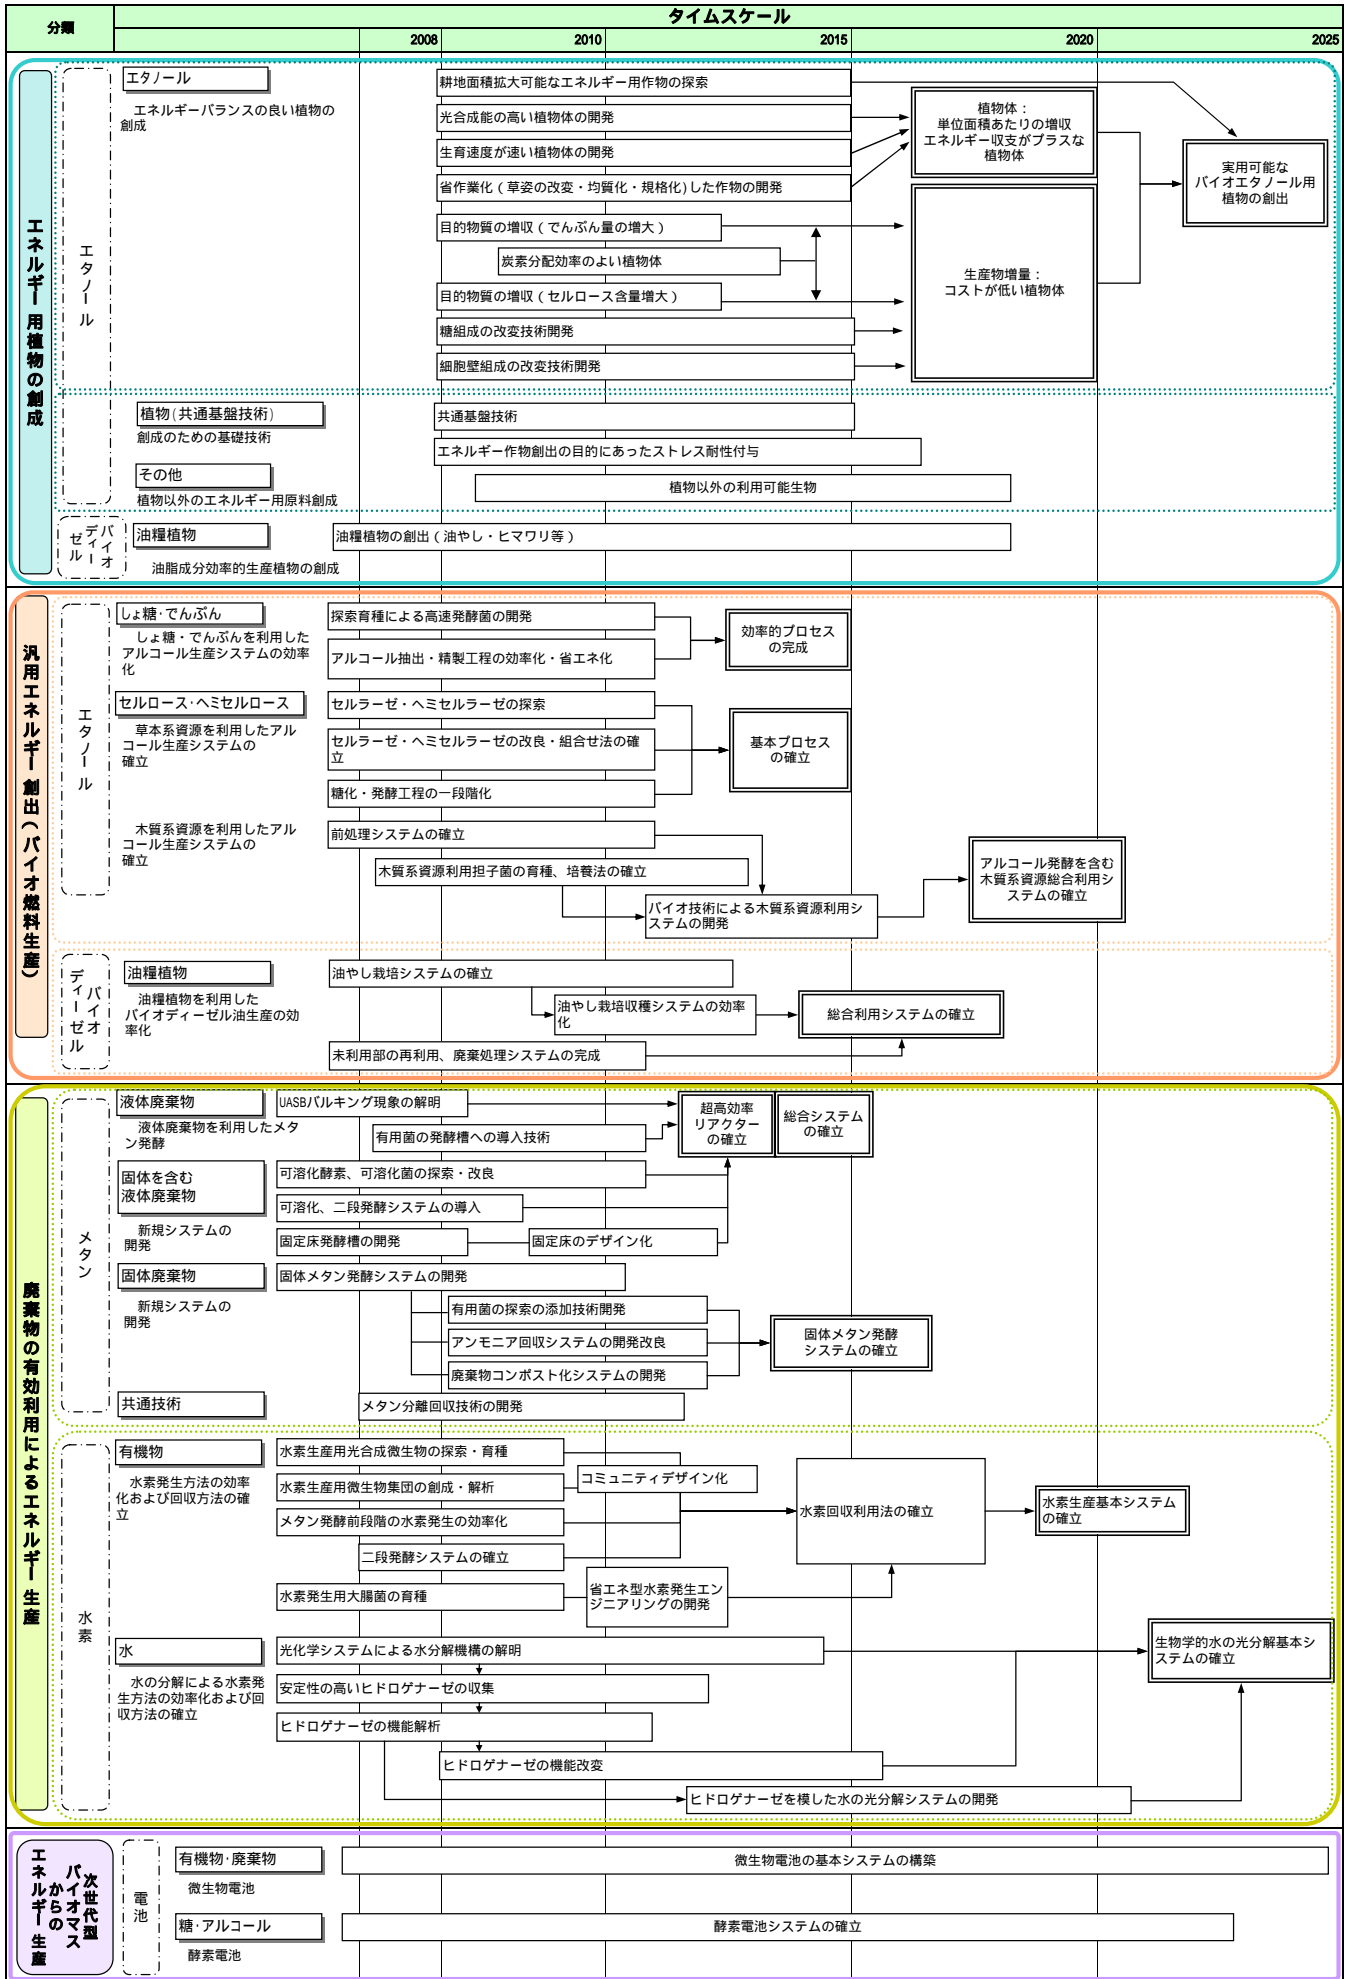 分類
タイムスケール
2008
2010
2015
2020
2025
エネルギー用植物の創成
エタノール
エタノール
エネルギーバランスの良い植物の
創成
耕地面積拡大可能なエネルギー用作物の探索
光合成能の高い植物体の開発
生育速度が速い植物体の開発
省作業化(草姿の改変・均質化・規格化)した作物の開発
目的物質の増収(でんぷん量の増大)
炭素分配効率のよい植物体
目的物質の増収(セルロース含量増大)
糖組成の改変技術開発
細胞壁組成の改変技術開発
植物体:
単位面積あたりの増収
エネルギー収支がプラスな
植物体
生産物増量:
コストが低い植物体
実用可能な
バイオエタノール用
植物の創出
植物(共通基盤技術)
創成のための基礎技術
共通基盤技術
エネルギー作物創出の目的にあったストレス耐性付与
その他
植物以外のエネルギー用原料創成
植物以外の利用可能生物
バイオ
ディー
ゼル
油糧植物
油脂成分効率的生産植物の創成
油糧植物の創出(油やし・ヒマワリ等)
汎用エネルギー創出(バイオ燃料生産)
エタノール
しょ糖・でんぷん
しょ糖・でんぷんを利用した
アルコール生産システムの効率
化
探索育種による高速発酵菌の開発
アルコール抽出・精製工程の効率化・省エネ化
効率的プロセス
の完成
セルロース・ヘミセルロース
草本系資源を利用したアル
コール生産システムの
確立
セルラーゼ・ヘミセルラーゼの探索
セルラーゼ・ヘミセルラーゼの改良・組合せ法の確
立
糖化・発酵工程の一段階化
基本プロセス
の確立
木質系資源を利用したアル
コール生産システムの
確立
前処理システムの確立
木質系資源利用担子菌の育種、培養法の確立
バイオ技術による木質系資源利用シ
ステムの開発
アルコール発酵を含む
木質系資源総合利用シ
ステムの確立
バイオ
ディーゼル
油糧植物
油糧植物を利用した
バイオディーゼル油生産の効
率化
油やし栽培システムの確立
油やし栽培収穫システムの効率
化
未利用部の再利用、廃棄処理システムの完成
総合利用システムの確立
廃棄物の有効利用によるエネルギー生産
メタン
液体廃棄物
液体廃棄物を利用したメタ
ン発酵
UASBバルキング現象の解明
有用菌の発酵槽への導入技術
超高効率
リアクター
の確立
総合システム
の確立
固体を含む
液体廃棄物
新規システムの
開発
可溶化酵素、可溶化菌の探索・改良
可溶化、二段発酵システムの導入
固定床発酵槽の開発
固定床のデザイン化
固体廃棄物
新規システムの
開発
固体メタン発酵システムの開発
有用菌の探索の添加技術開発
アンモニア回収システムの開発改良
廃棄物コンポスト化システムの開発
固体メタン発酵
システムの確立
共通技術
メタン分離回収技術の開発
水素
有機物
水素発生方法の効率
化および回収方法の確
立
水素生産用光合成微生物の探索・育種
水素生産用微生物集団の創成・解析
コミュニティデザイン化
メタン発酵前段階の水素発生の効率化
二段発酵システムの確立
水素発生用大腸菌の育種
省エネ型水素発生エン
ジニアリングの開発
水素回収利用法の確立
水素生産基本システム
の確立
水
水の分解による水素発
生方法の効率化および回
収方法の確立
光化学システムによる水分解機構の解明
安定性の高いヒドロゲナーゼの収集
ヒドロゲナーゼの機能解析
ヒドロゲナーゼの機能改変
ヒドロゲナーゼを模した水の光分解システムの開発
生物学的水の光分解基本シ
ステムの確立
次世代型
バイオマス
からの
エネルギー生産
電池
有機物・廃棄物
微生物電池
微生物電池の基本システムの構築
糖・アルコール
酵素電池
酵素電池システムの確立